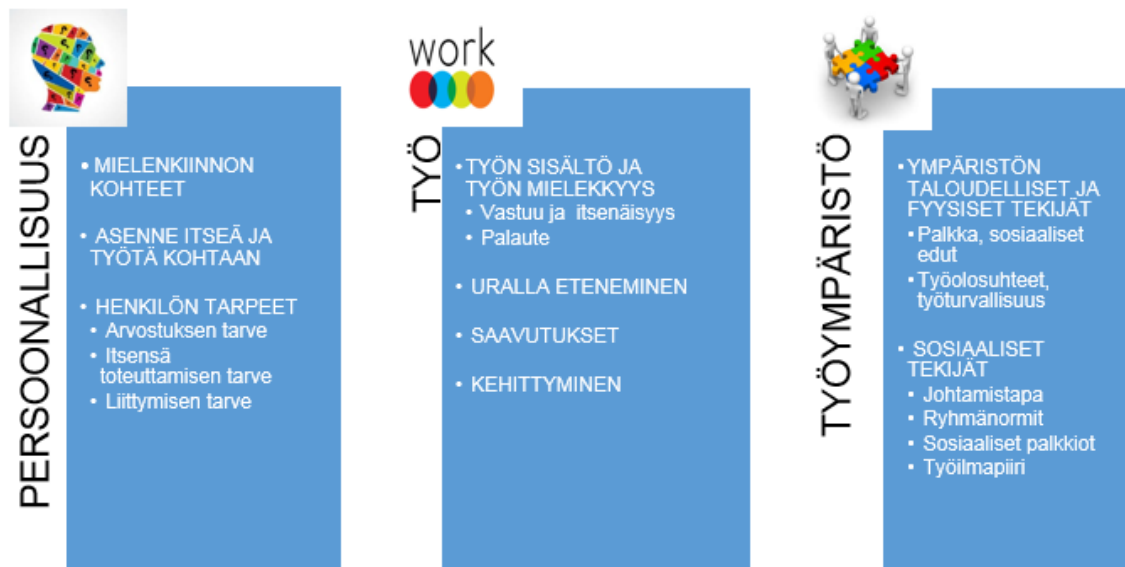 PERSOONALLISUUS
• MIELENKIINNON
KOHTEET
• ASENNE ITSEÄ JA
TYÖTÄ KOHTAAN
• HENKILÖN TARPEET
• Arvostuksen tarve
• Itsensä
toteuttamisen tarve
• Liittymisen tarve
work
TYÖ
• TYÖN SISÄLTÖ JA
TYÖN MIELEKKYYS
• Vastuu ja itsenäisyys
• Palaute
• URALLA ETENEMINEN
• SAAVUTUKSET
• KEHITTYMINEN
TYÖYMPÄRISTÖ
▪ YMPÄRISTÖN
TALOUDELLISET JA
FYYSISET TEKIJÄT
▪ Palkka, sosiaaliset
edut
▪ Työolosuhteet,
työturvallisuus
▪ SOSIAALISET
TEKIJÄT
▪ Johtamistapa
▪ Ryhmänormit
▪ Sosiaaliset palkkiot
▪ Työilmapiiri